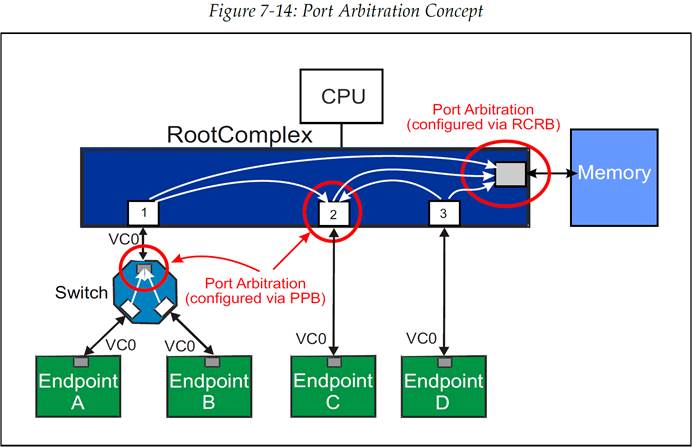 Figure 7-14: Port Arbitration Concept
CPU
Port Arbitration
(configured via RCRB)
RootComplex
Memory
1
2
3
VC0
Port Arbitration
(configured via PPB)
Switch
VC0
VC0
VC0
VC0
Endpoint
A
Endpoint
B
Endpoint
C
Endpoint
D